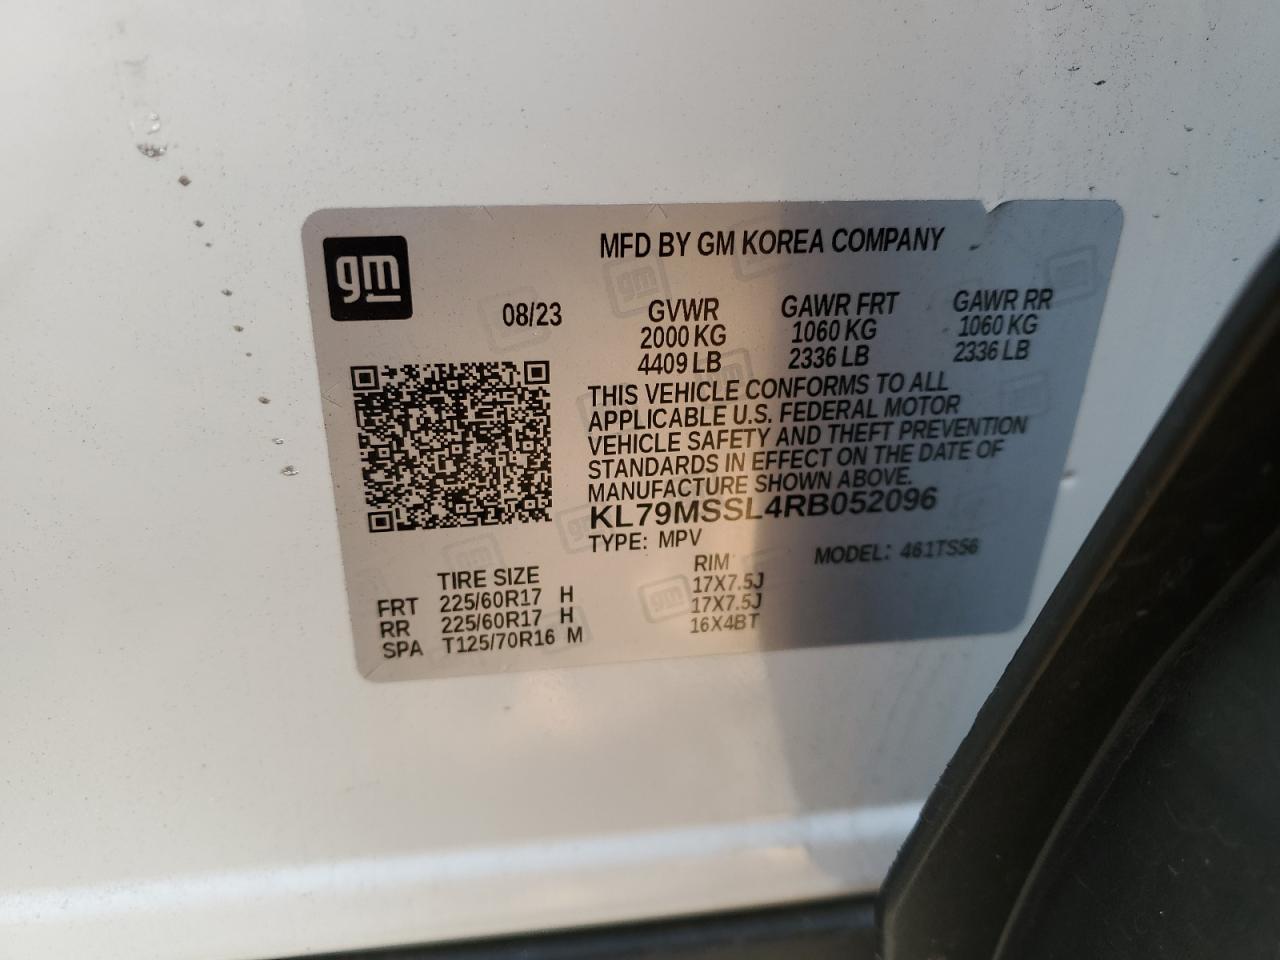 gm
MFD BY GM KOREA COMPANY
08/23
GVWR GAWR FRT GAWR RR
2000 KG 1060 KG 1060 KG
4409 LB 2336 LB 2336 LB
THIS VEHICLE CONFORMS TO ALL
APPLICABLE U.S. FEDERAL MOTOR
VEHICLE SAFETY AND THEFT PREVENTION
STANDARDS IN EFFECT ON THE DATE OF
MANUFACTURE SHOWN ABOVE.
KL79MSSL4RB052096
TYPE: MPV MODEL: 461TS56
TIRE SIZE RIM
FRT 225/60R17 H 17X7.5J
RR 225/60R17 H 17X7.5J
SPA T125/70R16 M 16X4BT